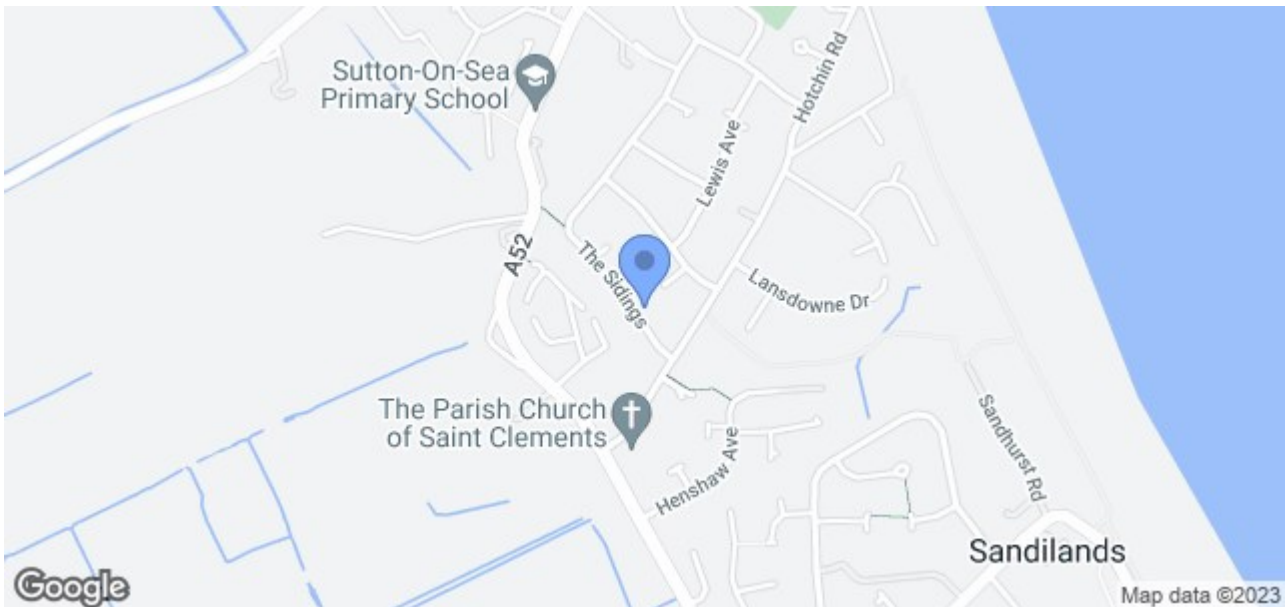 Sutton-On-Sea
Primary School
Hotchin Rd
Lewis Ave
A52
The Sidings
Lansdowne Dr
The Parish Church
of Saint Clements
Henshaw Ave
Sandhurst Rd
Sandilands
Google
Map data ©2023